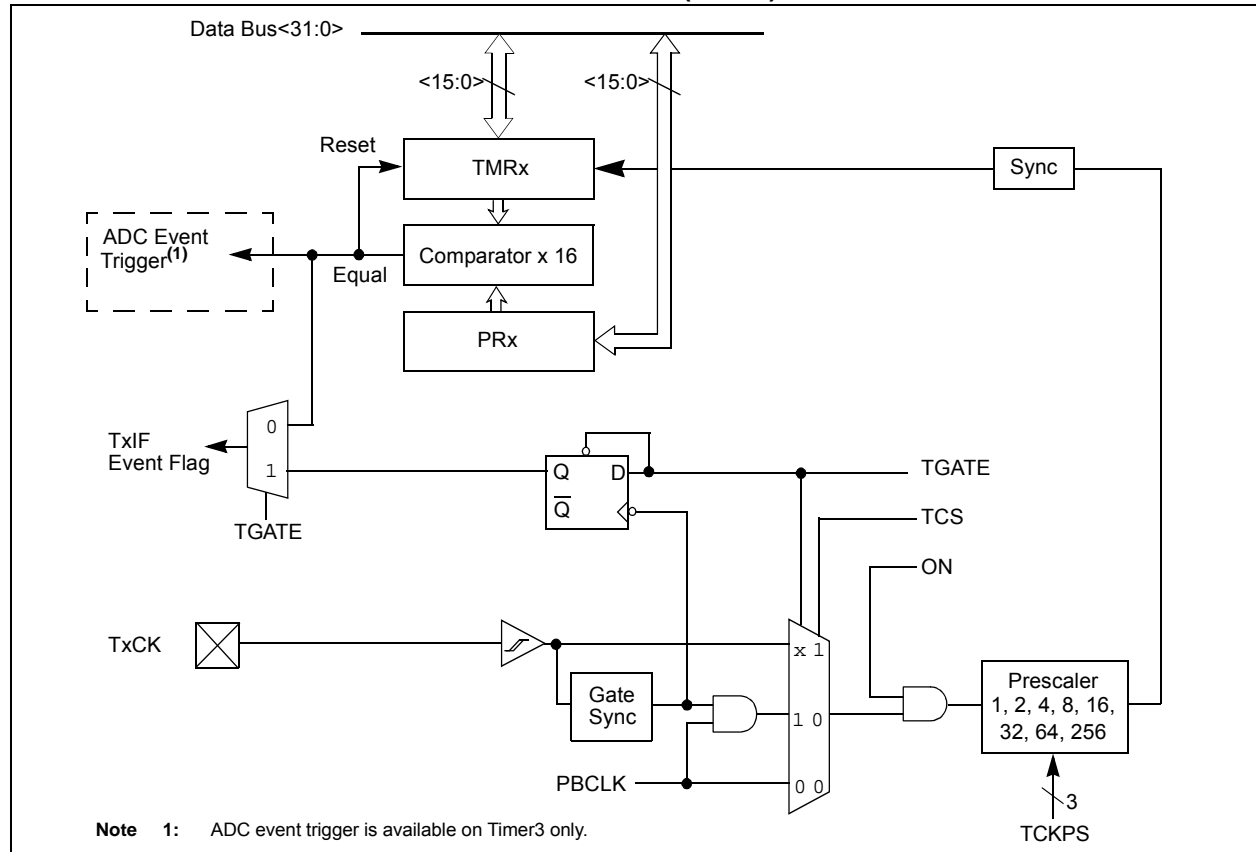 Data Bus<31:0>
<15:0>
<15:0>
Reset
TMRx
Sync
ADC Event
Trigger(1)
Equal
Comparator x 16
PRx
0
1
TxIF
Event Flag
TGATE
Q
D
Q
TGATE
TCS
ON
TxCK
x 1
Gate
Sync
1 0
Prescaler
1, 2, 4, 8, 16,
32, 64, 256
PBCLK
0 0
3
TCKPS
Note 1: ADC event trigger is available on Timer3 only.